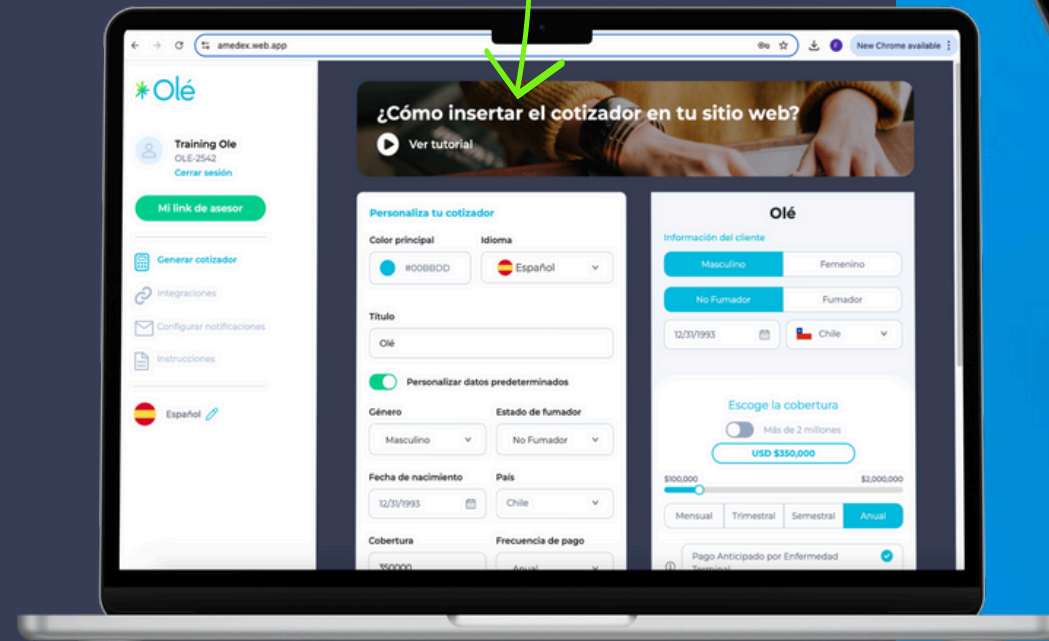 amedex.web.app
New Chrome available
Olé
Training Ole
OLE-2542
Cerrar sesión
Mi link de asesor
Generar cotizador
Integraciones
Configurar notificaciones
Instrucciones
Español
¿Cómo insertar el cotizador en tu sitio web?
Ver tutorial
Personaliza tu cotizador
Color principal Idioma
#00BBDD Español
Título
Olé
Personalizar datos predeterminados
Género Estado de fumador
Masculino No Fumador
Fecha de nacimiento País
12/31/1993 Chile
Cobertura Frecuencia de pago
350000 Anual
Olé
Información del cliente
Masculino Femenino
No Fumador Fumador
12/31/1993 Chile
Escoge la cobertura
Más de 2 millones
USD $350,000
$100,000 $2,000,000
Mensual Trimestral Semestral Anual
Pago Anticipado por Enfermedad
Terminal